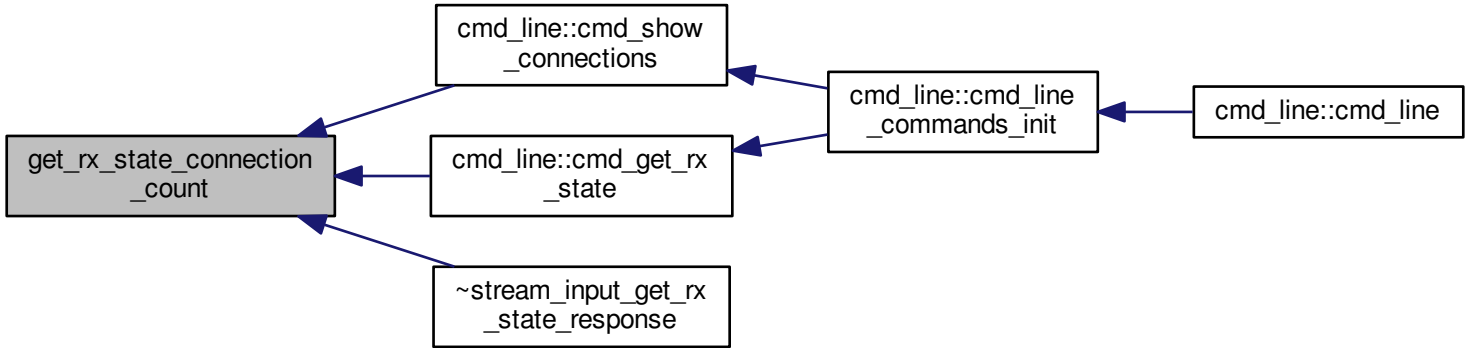 get_rx_state_connection
_count
cmd_line::cmd_show
_connections
cmd_line::cmd_get_rx
_state
~stream_input_get_rx
_state_response
cmd_line::cmd_line
_commands_init
cmd_line::cmd_line